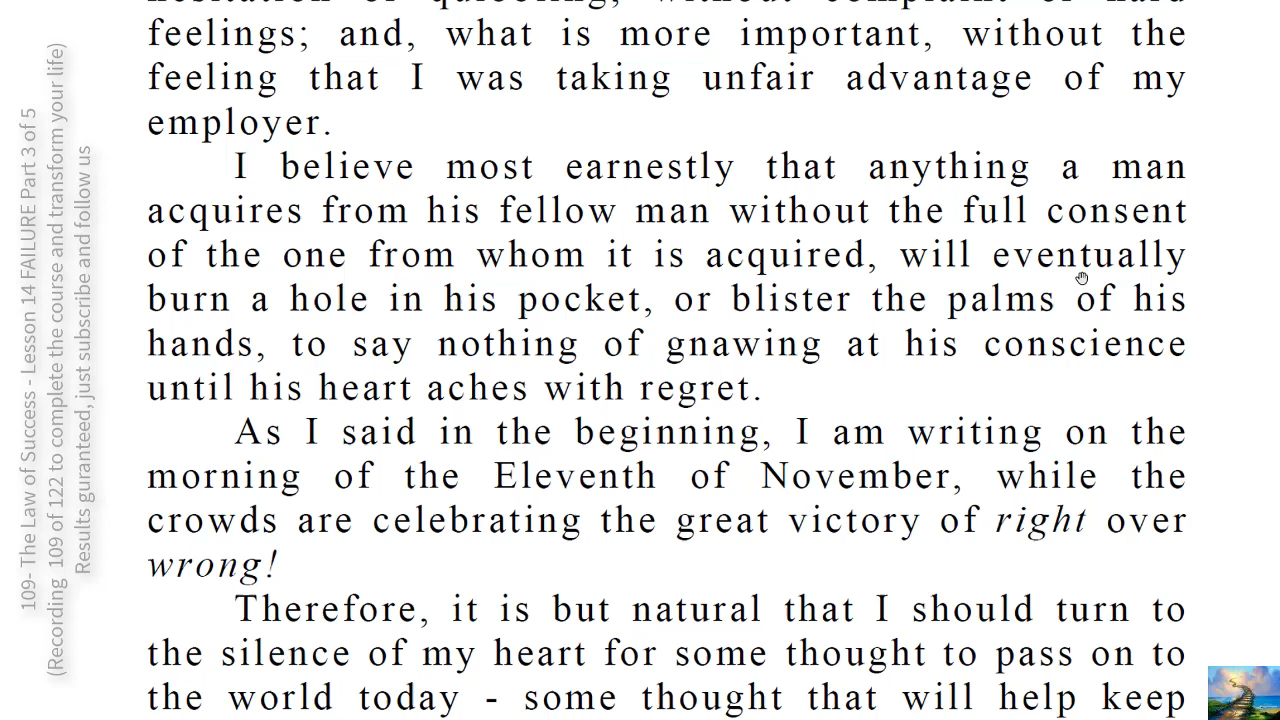 feelings; and, what is more important, without the
feeling that I was taking unfair advantage of my
employer.
I believe most earnestly that anything a man
acquires from his fellow man without the full consent
of the one from whom it is acquired, will eventually
burn a hole in his pocket, or blister the palms of his
hands, to say nothing of gnawing at his conscience
until his heart aches with regret.
As I said in the beginning, I am writing on the
morning of the Eleventh of November, while the
crowds are celebrating the great victory of right over
wrong!
Therefore, it is but natural that I should turn to
the silence of my heart for some thought to pass on to
the world today - some thought that will help keep
109- The Law of Success - Lesson 14 FAILURE Part 3 of 5
(Recording 109 of 122 to complete the course and transform your life)
Results guranteed, just subscribe and follow us